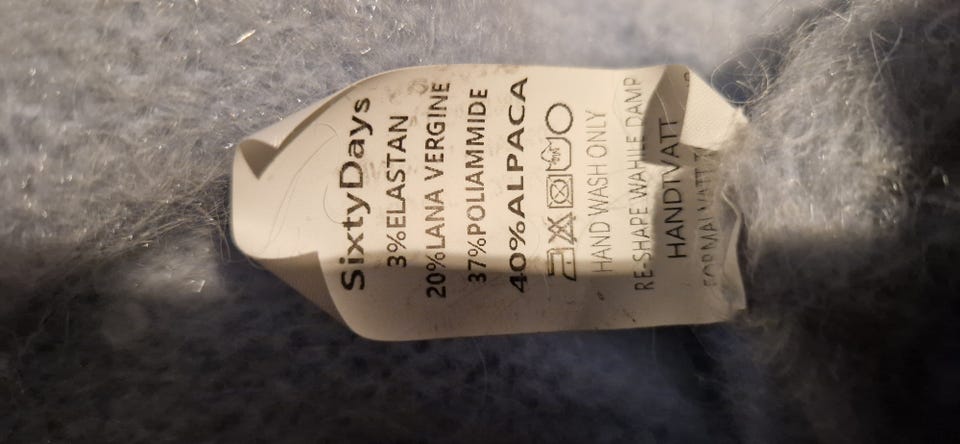 SixtyDays
3%ELASTAN
20%LANA VERGINE
37%POLIAMMIDE
40%ALPACA
HAND WASH ONLY
RE-SHAPE WAHILE DAMP
HANDTVATT